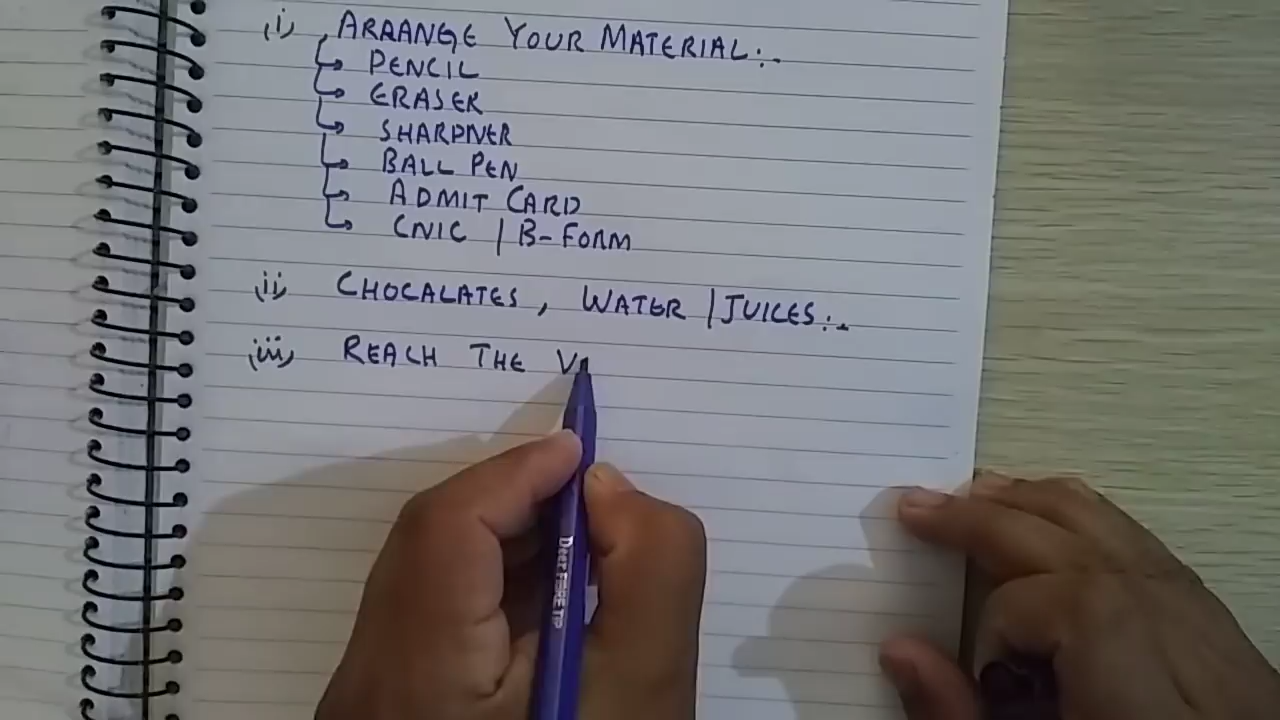 (i) ARRANGE YOUR MATERIAL:-
PENCIL
ERASER
SHARPNER
BALL PEN
ADMIT CARD
CNIC / B-FORM
(ii) CHOCALATES, WATER / JUICES:-
(iii) REACH THE
Deer